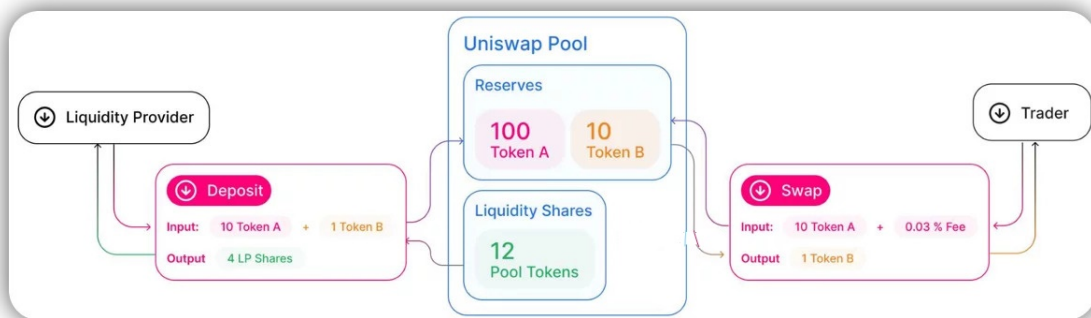 Uniswap Pool
Reserves
100
Token A
10
Token B
Liquidity Shares
12
Pool Tokens
Liquidity Provider
Deposit
Input: 10 Token A + 1 Token B
Output 4 LP Shares
Trader
Swap
Input: 10 Token A + 0.03 % Fee
Output 1 Token B